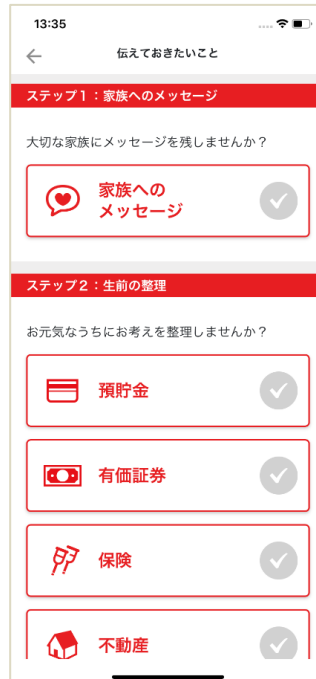 13:35
伝えておきたいこと
ステップ1：家族へのメッセージ
大切な家族にメッセージを残しませんか？
家族への
メッセージ
ステップ2：生前の整理
お元気なうちにお考えを整理しませんか？
預貯金
有価証券
保険
不動産